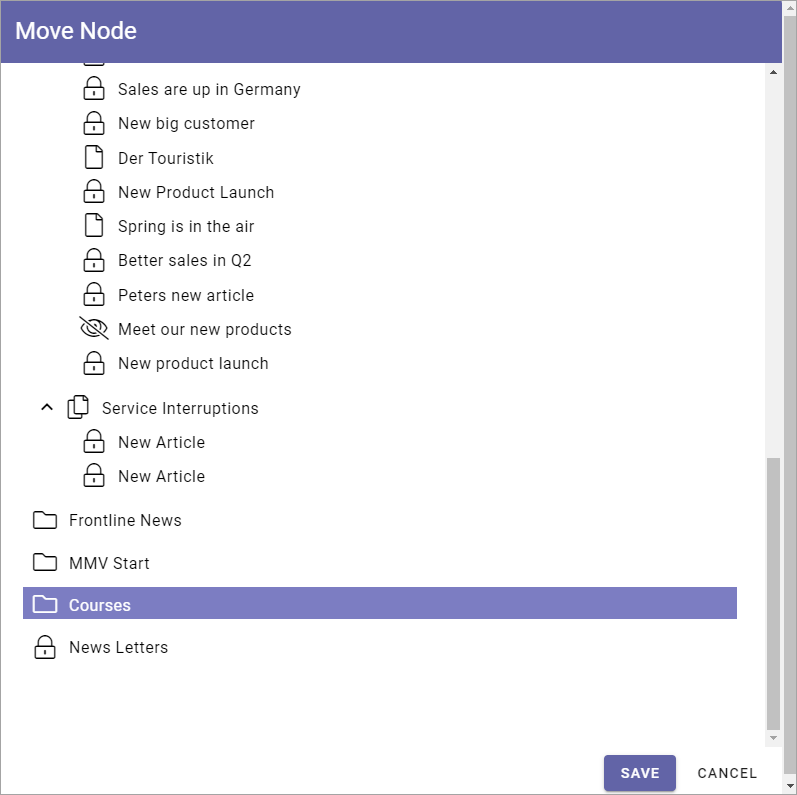 Move Node
Sales are up in Germany
New big customer
Der Touristik
New Product Launch
Spring is in the air
Better sales in Q2
Peters new article
Meet our new products
New product launch
Service Interruptions
New Article
New Article
Frontline News
MMV Start
Courses
News Letters
SAVE CANCEL